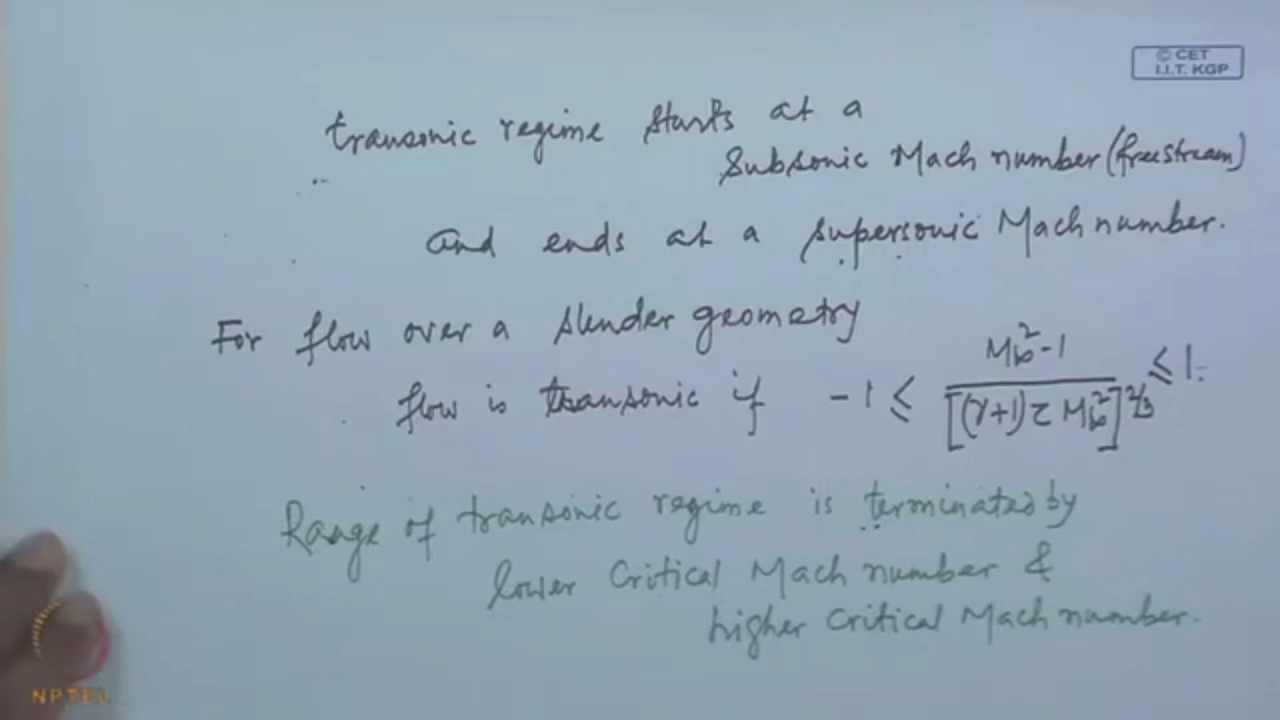 © CET
I.I.T. KGP
transonic regime starts at a
Subsonic Mach number (freestream)
and ends at a supersonic Mach number.
For flow over a slender geometry
flow is transonic if -1 ≤ (M∞²-1)/[(γ+1)τ M∞²]^(2/3) ≤ 1.
Range of transonic regime is terminated by
lower Critical Mach number &
higher critical Mach number.
NPTEL